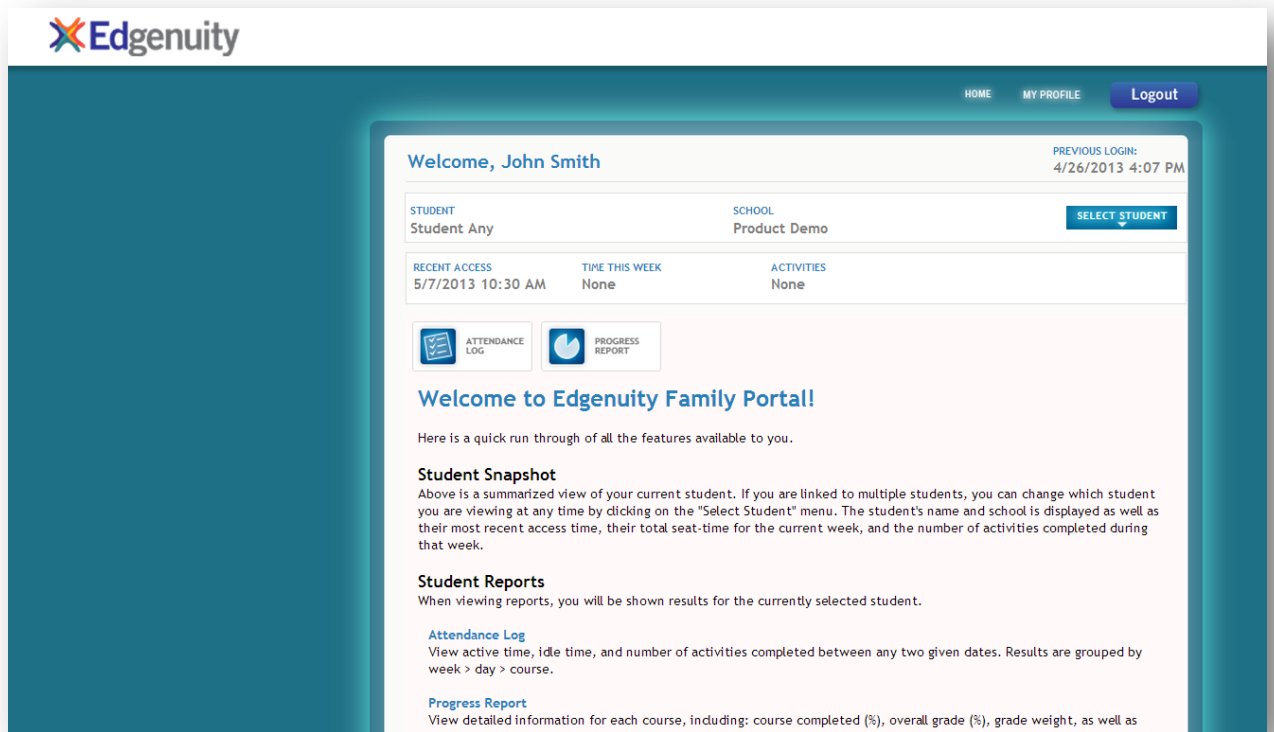 Edgenuity
HOME MY PROFILE Logout
Welcome, John Smith
PREVIOUS LOGIN:
4/26/2013 4:07 PM
STUDENT
Student Any
SCHOOL
Product Demo
SELECT STUDENT
RECENT ACCESS
5/7/2013 10:30 AM
TIME THIS WEEK
None
ACTIVITIES
None
ATTENDANCE
LOG
PROGRESS
REPORT
Welcome to Edgenuity Family Portal!
Here is a quick run through of all the features available to you.
Student Snapshot
Above is a summarized view of your current student. If you are linked to multiple students, you can change which student
you are viewing at any time by clicking on the "Select Student" menu. The student's name and school is displayed as well as
their most recent access time, their total seat-time for the current week, and the number of activities completed during
that week.
Student Reports
When viewing reports, you will be shown results for the currently selected student.
Attendance Log
View active time, idle time, and number of activities completed between any two given dates. Results are grouped by
week > day > course.
Progress Report
View detailed information for each course, including: course completed (%), overall grade (%), grade weight, as well as